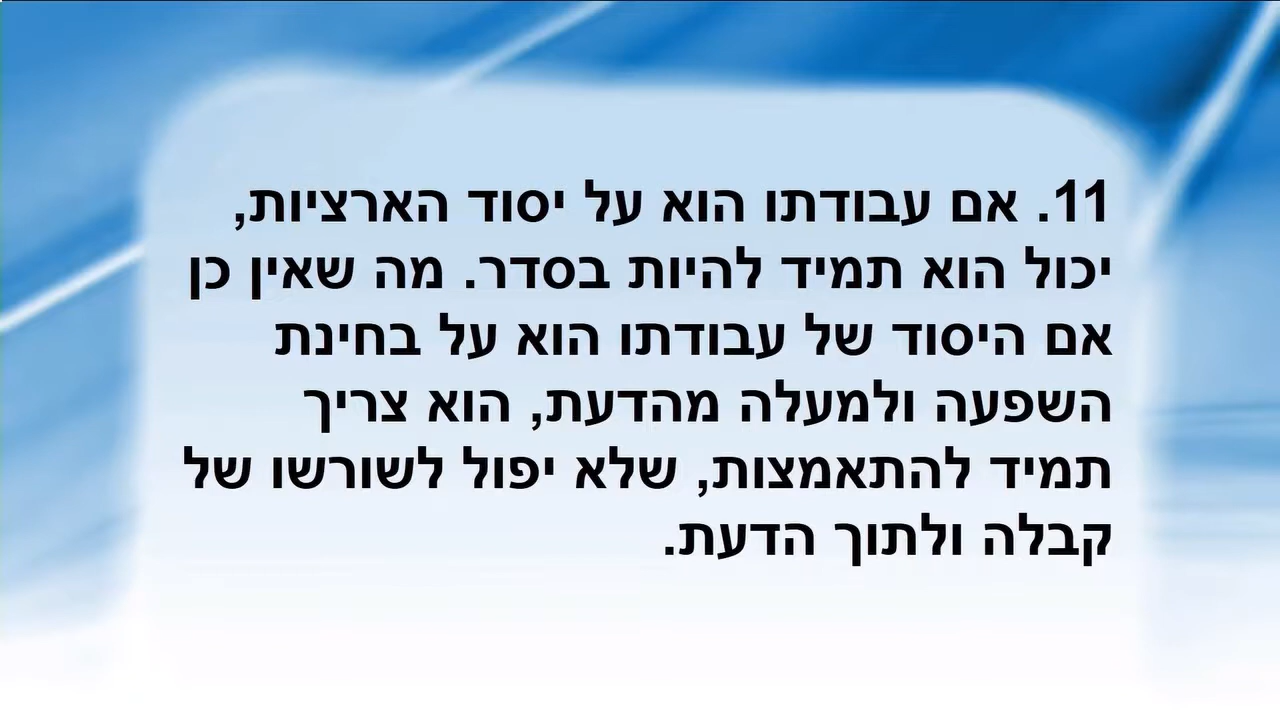 11. אם עבודתו הוא על יסוד הארציות,
יכול הוא תמיד להיות בסדר. מה שאין כן
אם היסוד של עבודתו הוא על בחינת
השפעה ולמעלה מהדעת, הוא צריך
תמיד להתאמצות, שלא יפול לשורשו של
קבלה ולתוך הדעת.